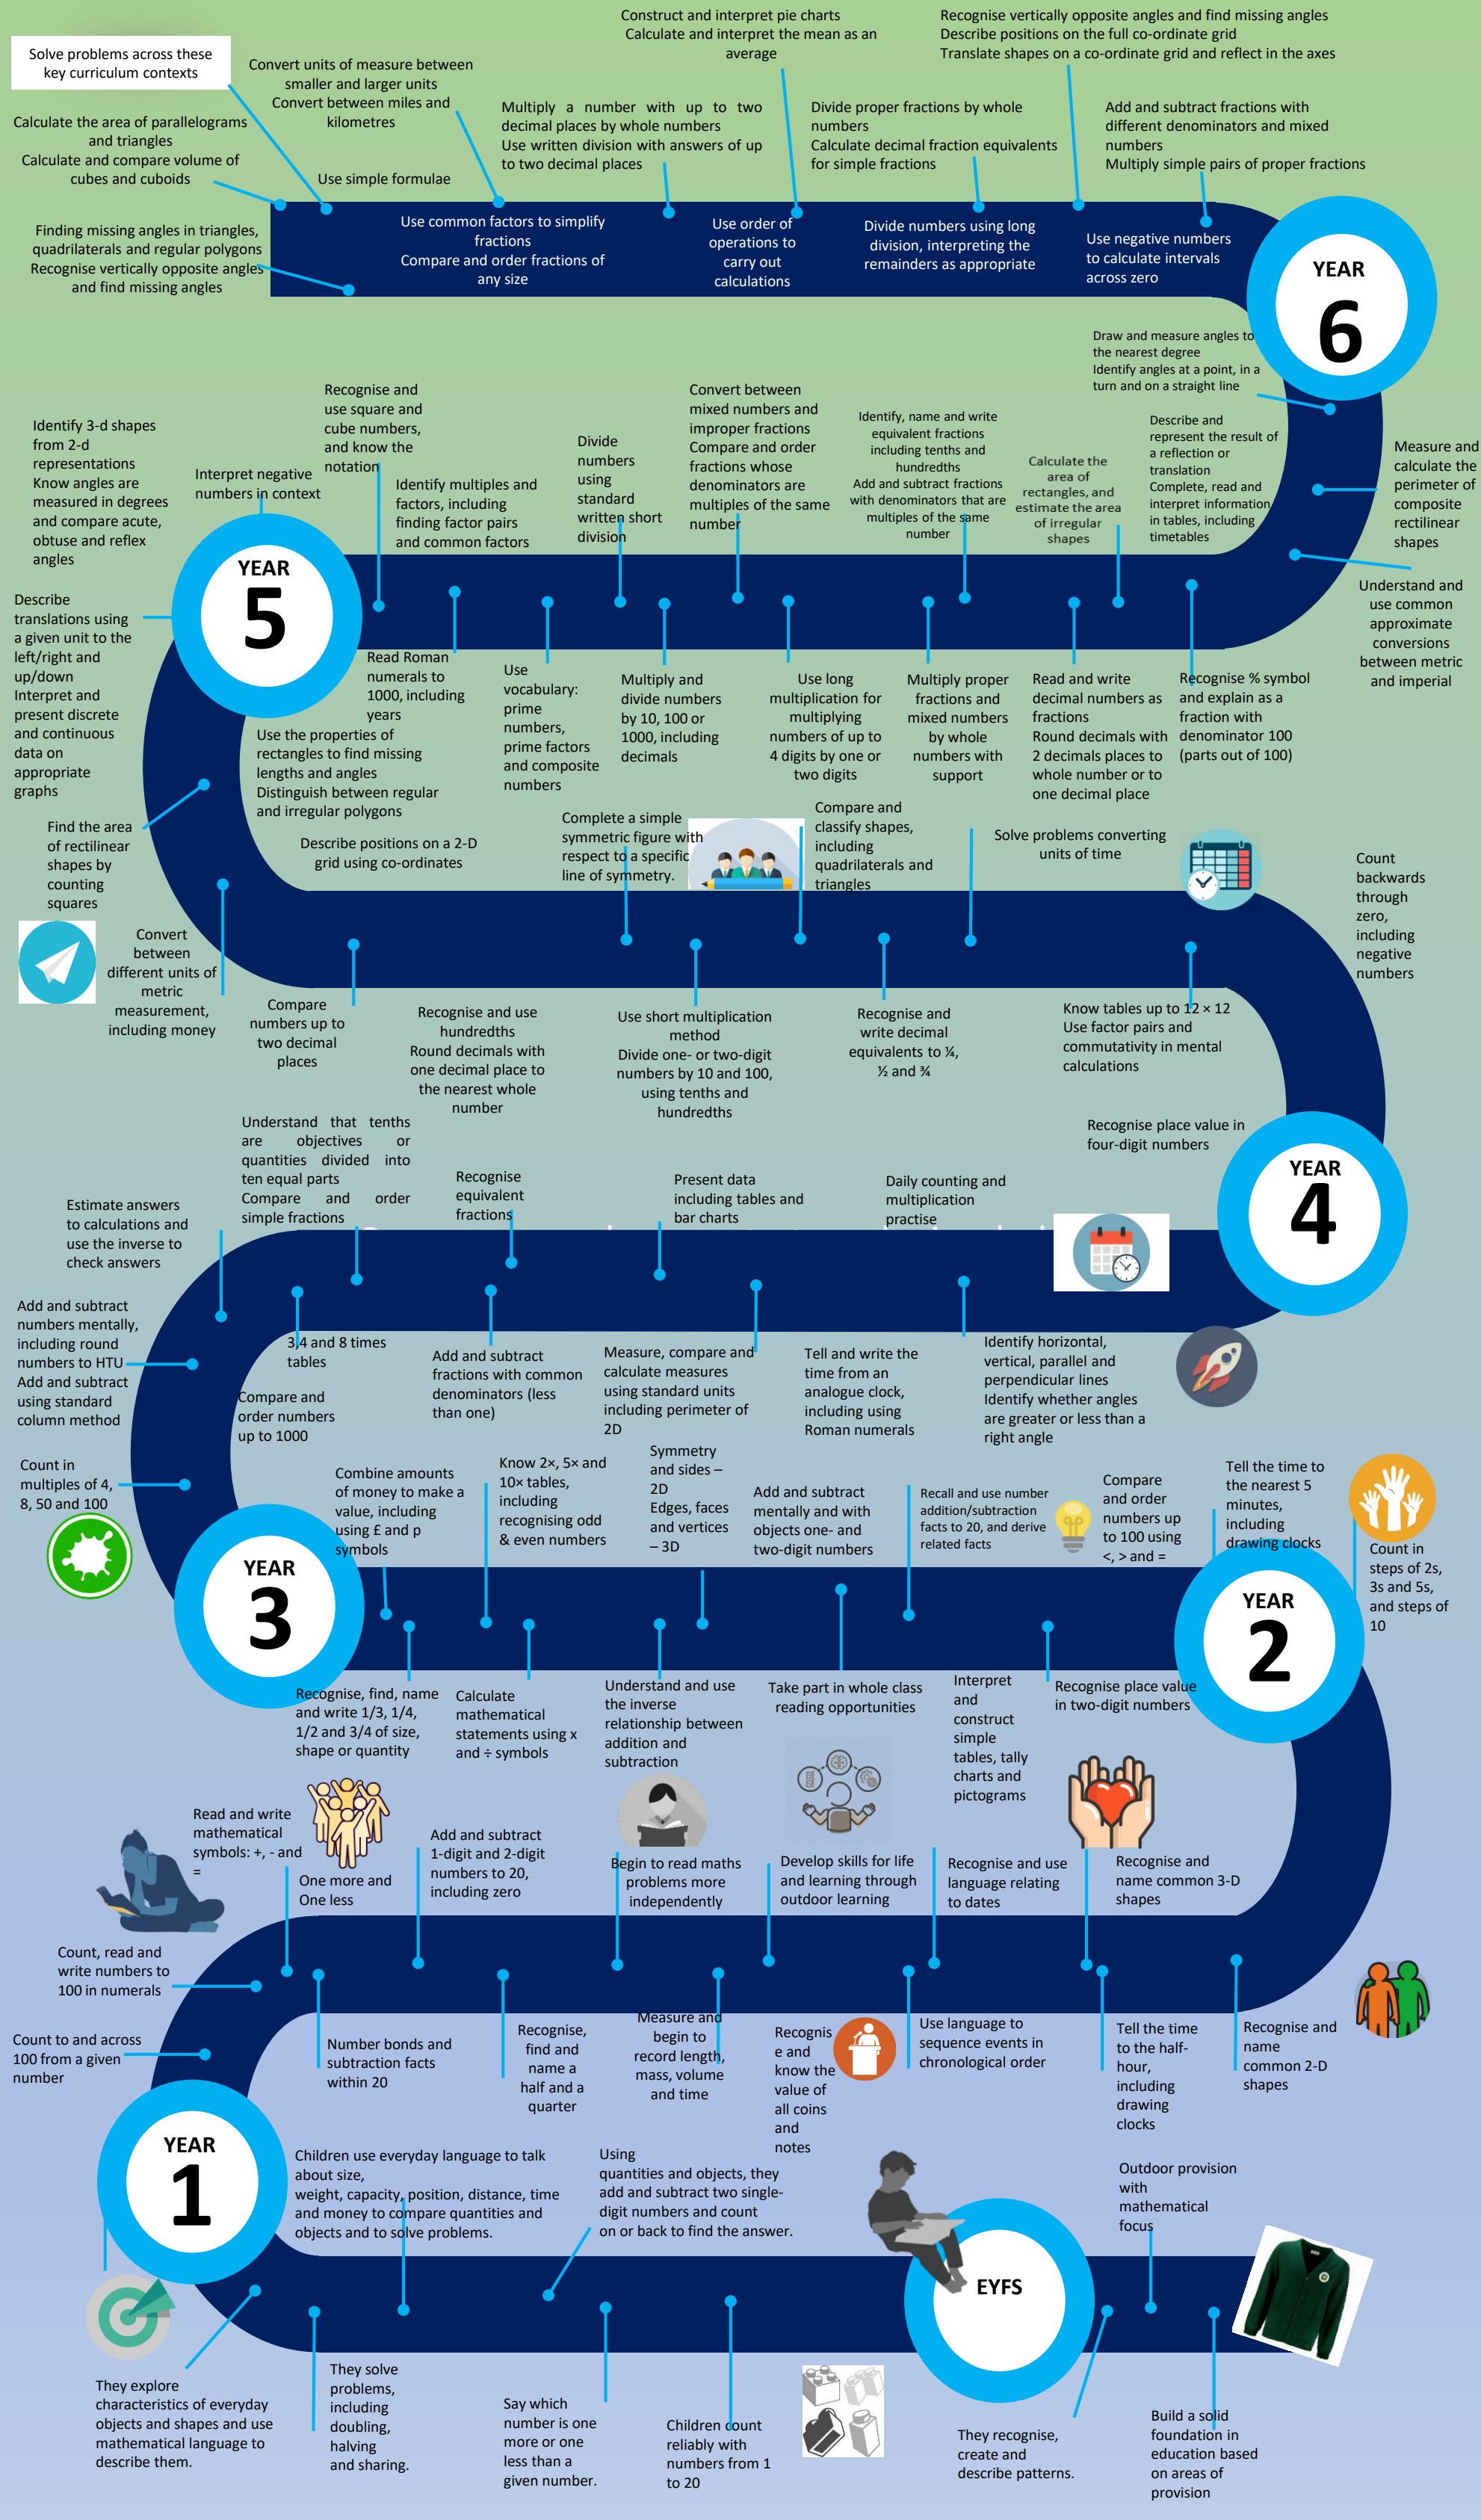 Construct and interpret pie charts
Calculate and interpret the mean as an
average
Recognise vertically opposite angles and find missing angles
Describe positions on the full co-ordinate grid
Translate shapes on a co-ordinate grid and reflect in the axes
Solve problems across these
key curriculum contexts
Convert units of measure between
smaller and larger units
Convert between miles and
kilometres
Multiply a number with up to two
decimal places by whole numbers
Use written division with answers of up
to two decimal places
Divide proper fractions by whole
numbers
Calculate decimal fraction equivalents
for simple fractions
Add and subtract fractions with
different denominators and mixed
numbers
Multiply simple pairs of proper fractions
Calculate the area of parallelograms
and triangles
Calculate and compare volume of
cubes and cuboids
Use simple formulae
Finding missing angles in triangles,
quadrilaterals and regular polygons
Recognise vertically opposite angles
and find missing angles
Use common factors to simplify
fractions
Compare and order fractions of
any size
Use order of
operations to
carry out
calculations
Divide numbers using long
division, interpreting the
remainders as appropriate
Use negative numbers
to calculate intervals
across zero
YEAR
6
Draw and measure angles to
the nearest degree
Identify angles at a point, in a
turn and on a straight line
Identify 3-d shapes
from 2-d
representations
Know angles are
measured in degrees
and compare acute,
obtuse and reflex
angles
Interpret negative
numbers in context
Recognise and
use square and
cube numbers,
and know the
notation
Identify multiples and
factors, including
finding factor pairs
and common factors
Divide
numbers
using
standard
written short
division
Convert between
mixed numbers and
improper fractions
Compare and order
fractions whose
denominators are
multiples of the same
number
Identify, name and write
equivalent fractions
including tenths and
hundredths
Add and subtract fractions
with denominators that are
multiples of the same
number
Calculate the
area of
rectangles, and
estimate the area
of irregular
shapes
Describe and
represent the result of
a reflection or
translation
Complete, read and
interpret information
in tables, including
timetables
Measure and
calculate the
perimeter of
composite
rectilinear
shapes
YEAR
5
Understand and
use common
approximate
conversions
between metric
and imperial
Describe
translations using
a given unit to the
left/right and
up/down
Interpret and
present discrete
and continuous
data on
appropriate
graphs
Read Roman
numerals to
1000, including
years
Use
vocabulary:
prime
numbers,
prime factors
and composite
numbers
Multiply and
divide numbers
by 10, 100 or
1000, including
decimals
Use long
multiplication for
multiplying
numbers of up to
4 digits by one or
two digits
Multiply proper
fractions and
mixed numbers
by whole
numbers with
support
Read and write
decimal numbers as
fractions
Round decimals with
2 decimals places to
whole number or to
one decimal place
Recognise % symbol
and explain as a
fraction with
denominator 100
(parts out of 100)
Use the properties of
rectangles to find missing
lengths and angles
Distinguish between regular
and irregular polygons
Find the area
of rectilinear
shapes by
counting
squares
Describe positions on a 2-D
grid using co-ordinates
Complete a simple
symmetric figure with
respect to a specific
line of symmetry.
Compare and
classify shapes,
including
quadrilaterals and
triangles
Solve problems converting
units of time
Count
backwards
through
zero,
including
negative
numbers
Convert
between
different units of
metric
measurement,
including money
Compare
numbers up to
two decimal
places
Recognise and use
hundredths
Round decimals with
one decimal place to
the nearest whole
number
Use short multiplication
method
Divide one- or two-digit
numbers by 10 and 100,
using tenths and
hundredths
Recognise and
write decimal
equivalents to ¼,
½ and ¾
Know tables up to 12 × 12
Use factor pairs and
commutativity in mental
calculations
Recognise place value in
four-digit numbers
YEAR
4
Understand that tenths
are objectives or
quantities divided into
ten equal parts
Compare and order
simple fractions
Recognise
equivalent
fractions
Present data
including tables and
bar charts
Daily counting and
multiplication
practise
Estimate answers
to calculations and
use the inverse to
check answers
Add and subtract
numbers mentally,
including round
numbers to HTU
Add and subtract
using standard
column method
3,4 and 8 times
tables
Compare and
order numbers
up to 1000
Add and subtract
fractions with common
denominators (less
than one)
Measure, compare and
calculate measures
using standard units
including perimeter of
2D
Tell and write the
time from an
analogue clock,
including using
Roman numerals
Identify horizontal,
vertical, parallel and
perpendicular lines
Identify whether angles
are greater or less than a
right angle
Count in
multiples of 4,
8, 50 and 100
YEAR
3
Combine amounts
of money to make a
value, including
using £ and p
symbols
Know 2×, 5× and
10× tables,
including
recognising odd
& even numbers
Symmetry
and sides –
2D
Edges, faces
and vertices
– 3D
Add and subtract
mentally and with
objects one- and
two-digit numbers
Recall and use number
addition/subtraction
facts to 20, and derive
related facts
Compare
and order
numbers up
to 100 using
<, > and =
Tell the time to
the nearest 5
minutes,
including
drawing clocks
Count in
steps of 2s,
3s and 5s,
and steps of
10
YEAR
2
Recognise, find, name
and write 1/3, 1/4,
1/2 and 3/4 of size,
shape or quantity
Calculate
mathematical
statements using x
and ÷ symbols
Understand and use
the inverse
relationship between
addition and
subtraction
Take part in whole class
reading opportunities
Interpret
and
construct
simple
tables, tally
charts and
pictograms
Recognise place value
in two-digit numbers
Read and write
mathematical
symbols: +, - and
=
One more and
One less
Add and subtract
1-digit and 2-digit
numbers to 20,
including zero
Begin to read maths
problems more
independently
Develop skills for life
and learning through
outdoor learning
Recognise and use
language relating
to dates
Recognise and
name common 3-D
shapes
Count, read and
write numbers to
100 in numerals
Count to and across
100 from a given
number
Number bonds and
subtraction facts
within 20
Recognise,
find and
name a
half and a
quarter
Measure and
begin to
record length,
mass, volume
and time
Recognis
e and
know the
value of
all coins
and
notes
Use language to
sequence events in
chronological order
Tell the time
to the half-
hour,
including
drawing
clocks
Recognise and
name
common 2-D
shapes
YEAR
1
Children use everyday language to talk
about size,
weight, capacity, position, distance, time
and money to compare quantities and
objects and to solve problems.
Using
quantities and objects, they
add and subtract two single-
digit numbers and count
on or back to find the answer.
Outdoor provision
with
mathematical
focus
EYFS
They explore
characteristics of everyday
objects and shapes and use
mathematical language to
describe them.
They solve
problems,
including
doubling,
halving
and sharing.
Say which
number is one
more or one
less than a
given number.
Children count
reliably with
numbers from 1
to 20
They recognise,
create and
describe patterns.
Build a solid
foundation in
education based
on areas of
provision